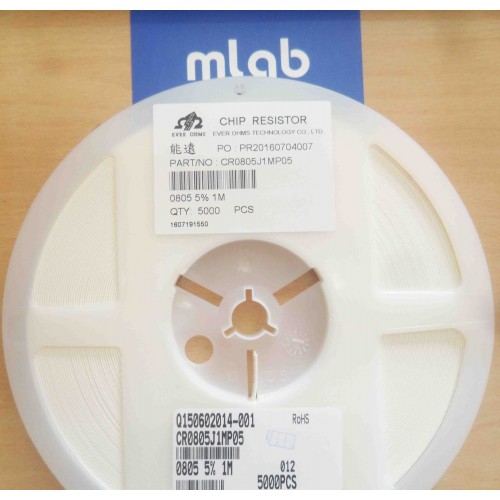 mlab
CHIP RESISTOR
EVER OHMS
EVER OHMS TECHNOLOGY CO., LTD.
能遠 PO : PR20160704007
PART/NO : CR0805J1MP05
0805 5% 1M
QTY: 5000 PCS
1607191550
Q150602014-001 RoHS
CR0805J1MP05
0805 5% 1M 012
5000PCS